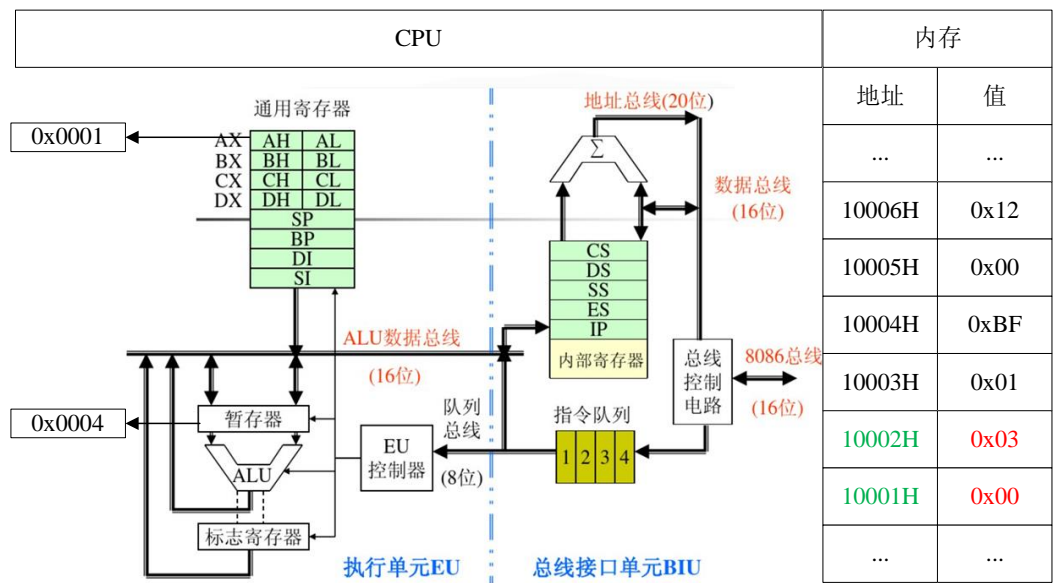 CPU
内存
地址
值
...
...
10006H
0x12
10005H
0x00
10004H
0xBF
10003H
0x01
10002H
0x03
10001H
0x00
...
...
通用寄存器
0x0001
AX
AH
AL
BX
BH
BL
CX
CH
CL
DX
DH
DL
SP
BP
DI
SI
地址总线(20位)
Σ
数据总线
(16位)
CS
DS
SS
ES
IP
内部寄存器
ALU数据总线
(16位)
总线
控制
电路
8086总线
(16位)
0x0004
暂存器
ALU
标志寄存器
队列
总线
(8位)
EU
控制器
指令队列
1
2
3
4
执行单元EU
总线接口单元BIU